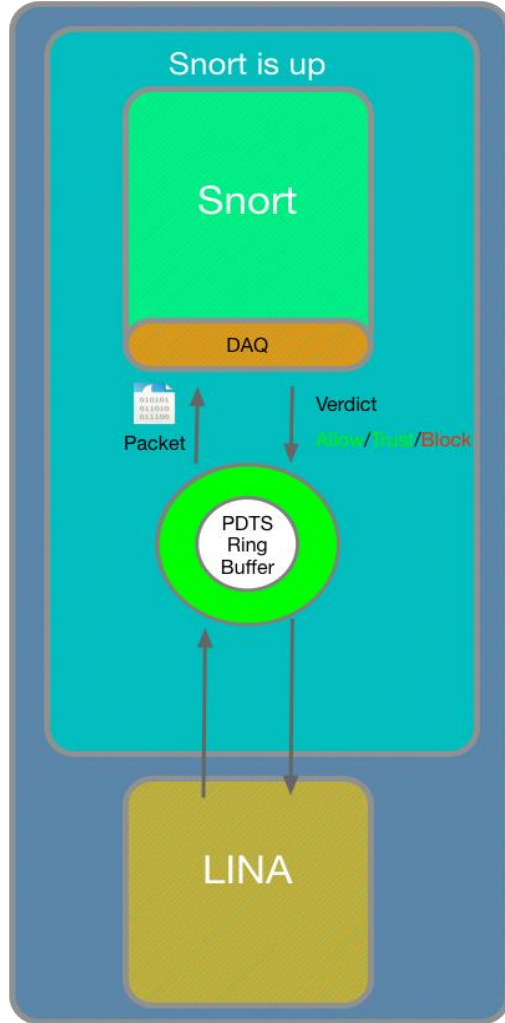 Snort is up
Snort
DAQ
010101
011010
011100
Packet
Verdict
Allow/Trust/Block
PDTS
Ring
Buffer
LINA